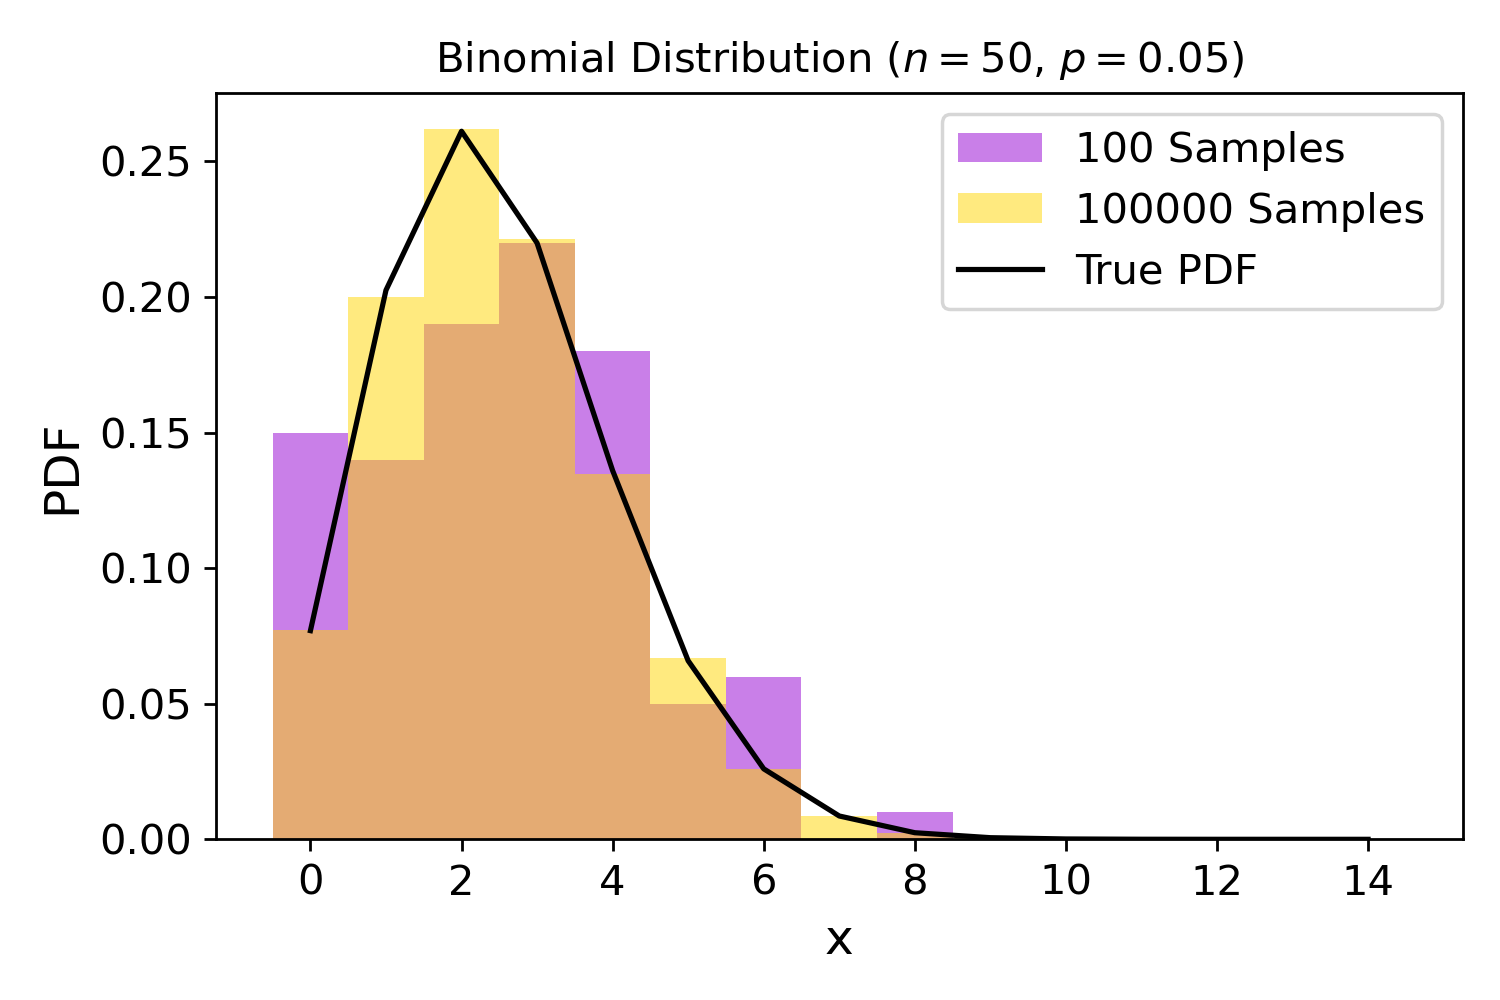 Binomial Distribution (n = 50, p = 0.05)
100 Samples
100000 Samples
True PDF
PDF
0.25
0.20
0.15
0.10
0.05
0.00
0 2 4 6 8 10 12 14
x